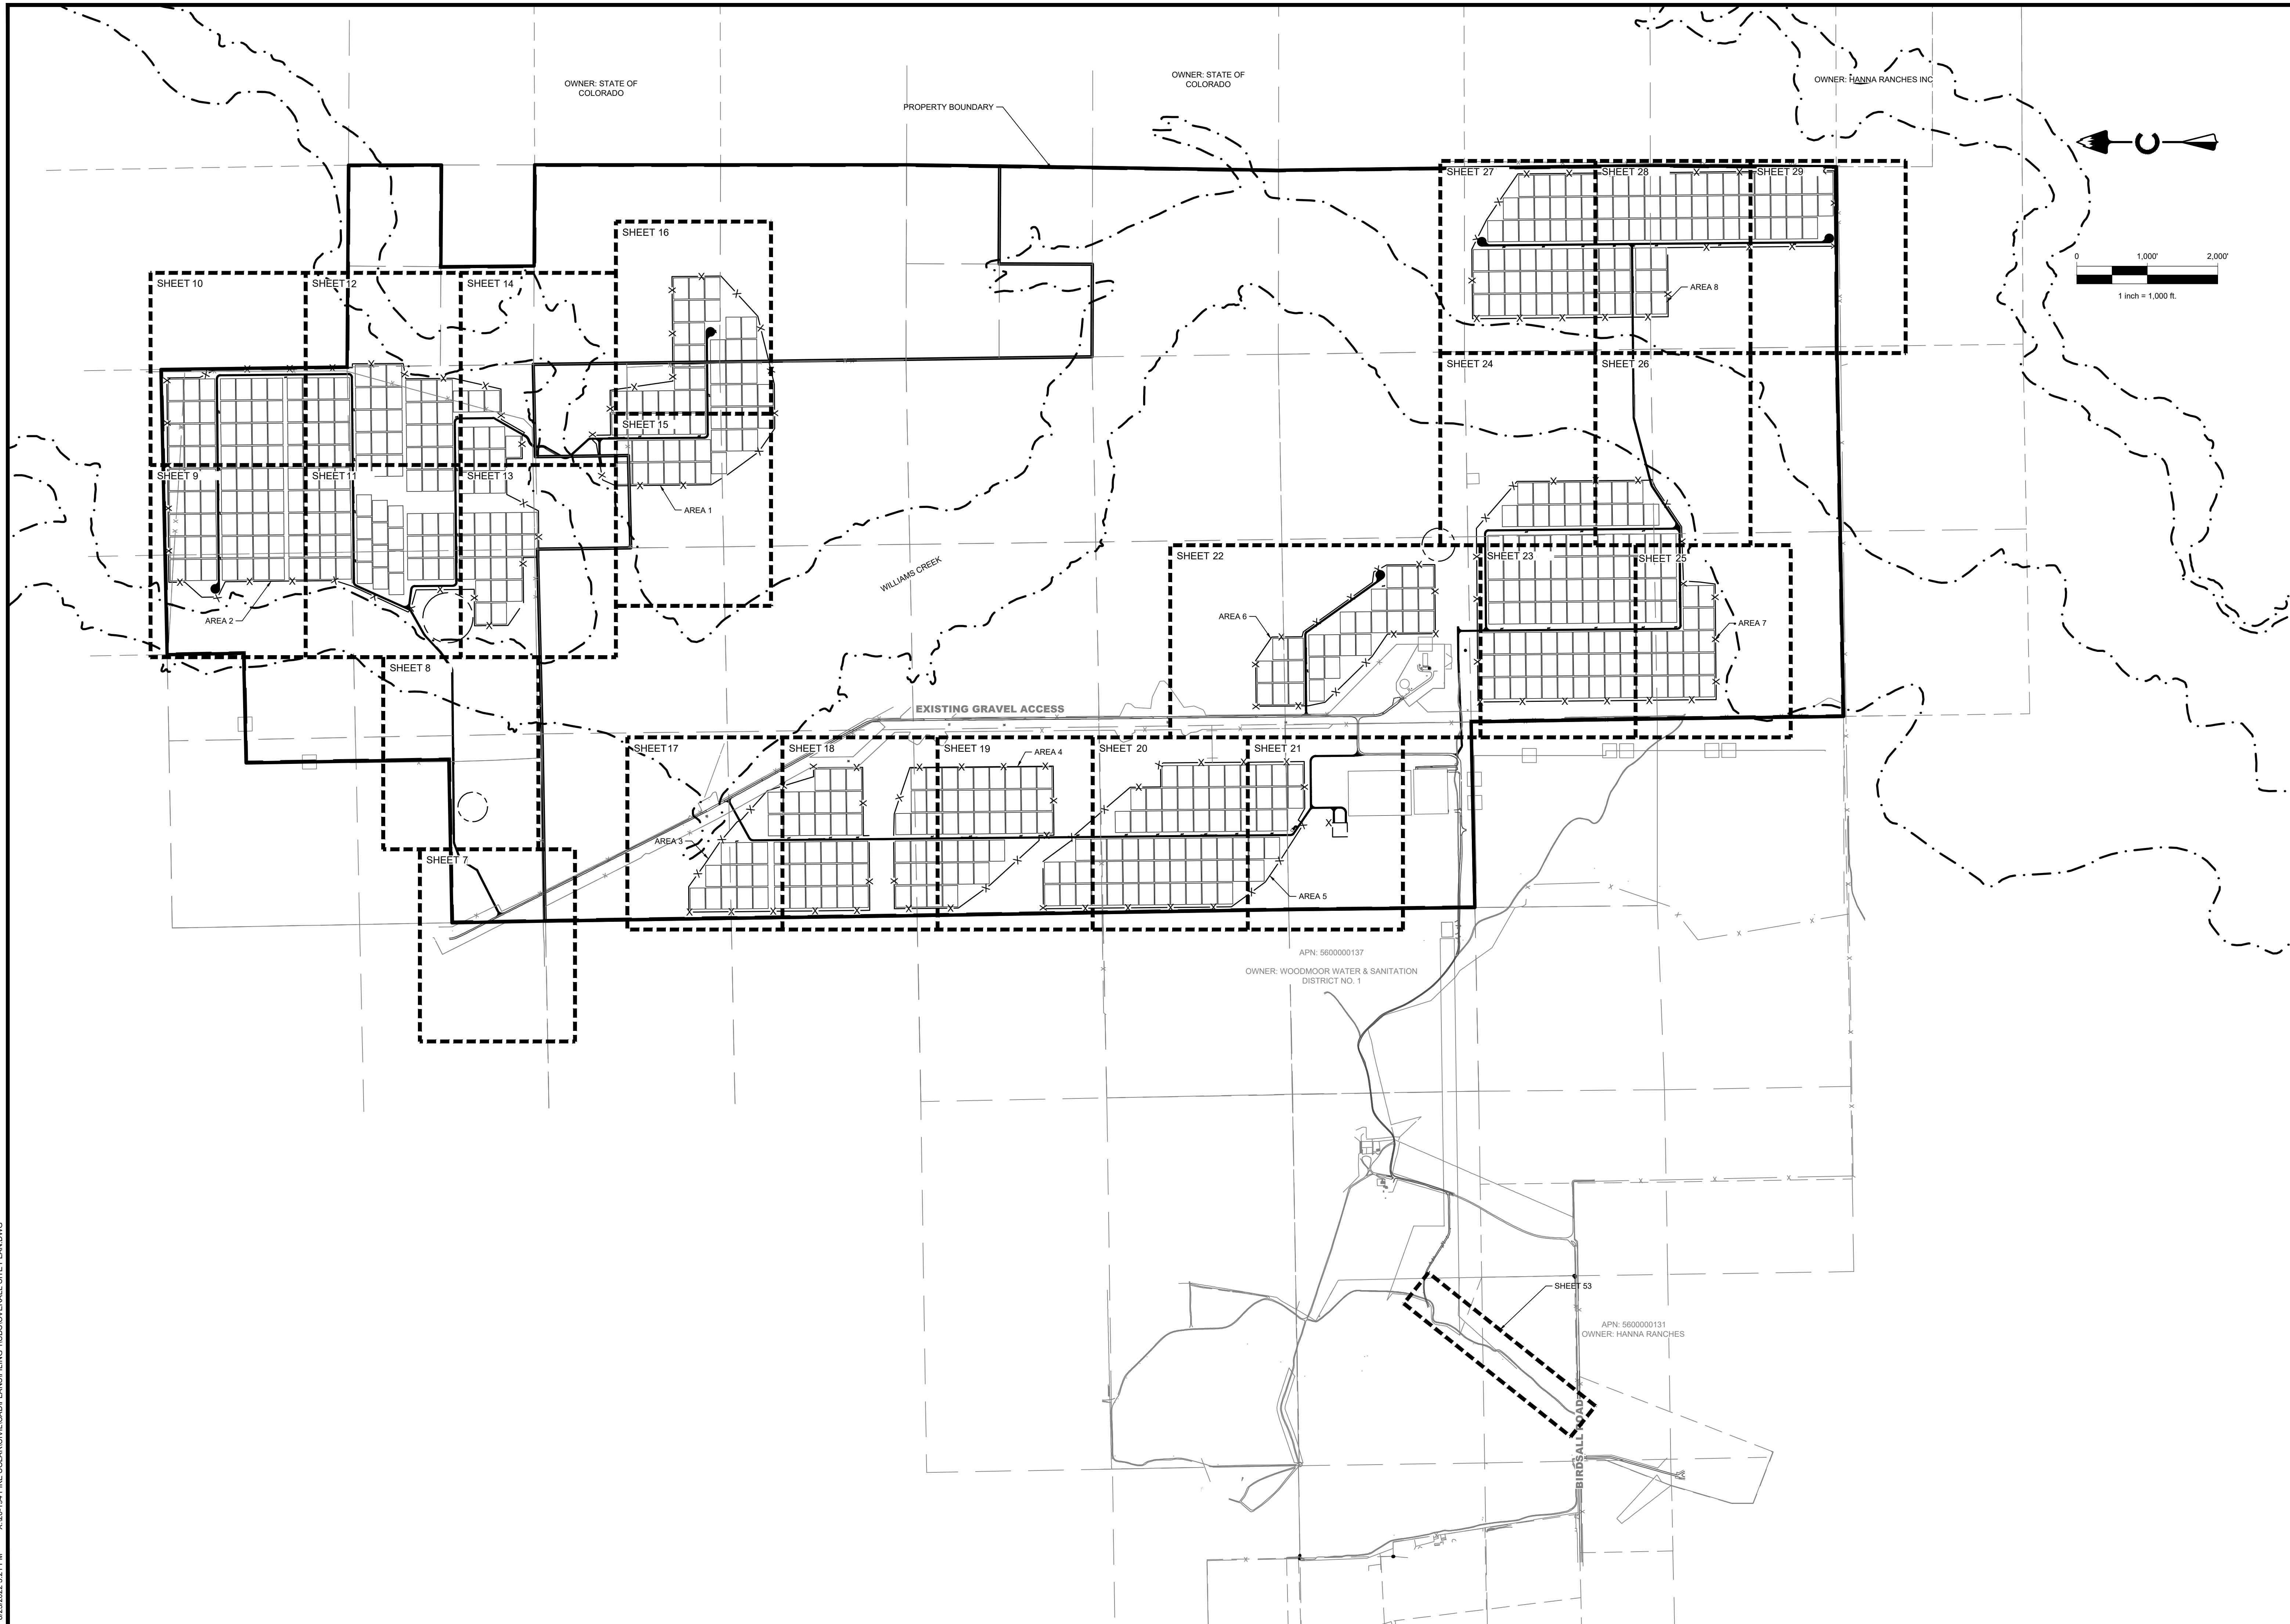 OWNER: STATE OF
COLORADO
OWNER: STATE OF
COLORADO
OWNER: HANNA RANCHES INC
PROPERTY BOUNDARY
0 1,000' 2,000'
1 inch = 1,000 ft.
SHEET 27
SHEET 28
SHEET 29
SHEET 16
SHEET 10
SHEET 12
SHEET 14
AREA 8
SHEET 24
SHEET 26
SHEET 15
SHEET 9
SHEET 11
SHEET 13
AREA 1
SHEET 22
SHEET 23
SHEET 25
WILLIAMS CREEK
AREA 2
AREA 6
AREA 7
SHEET 8
EXISTING GRAVEL ACCESS
SHEET 17
SHEET 18
SHEET 19
AREA 4
SHEET 20
SHEET 21
AREA 3
SHEET 7
AREA 5
APN: 5600000137
OWNER: WOODMOOR WATER & SANITATION
DISTRICT NO. 1
SHEET 53
APN: 5600000131
OWNER: HANNA RANCHES
BIRDSALL ROAD